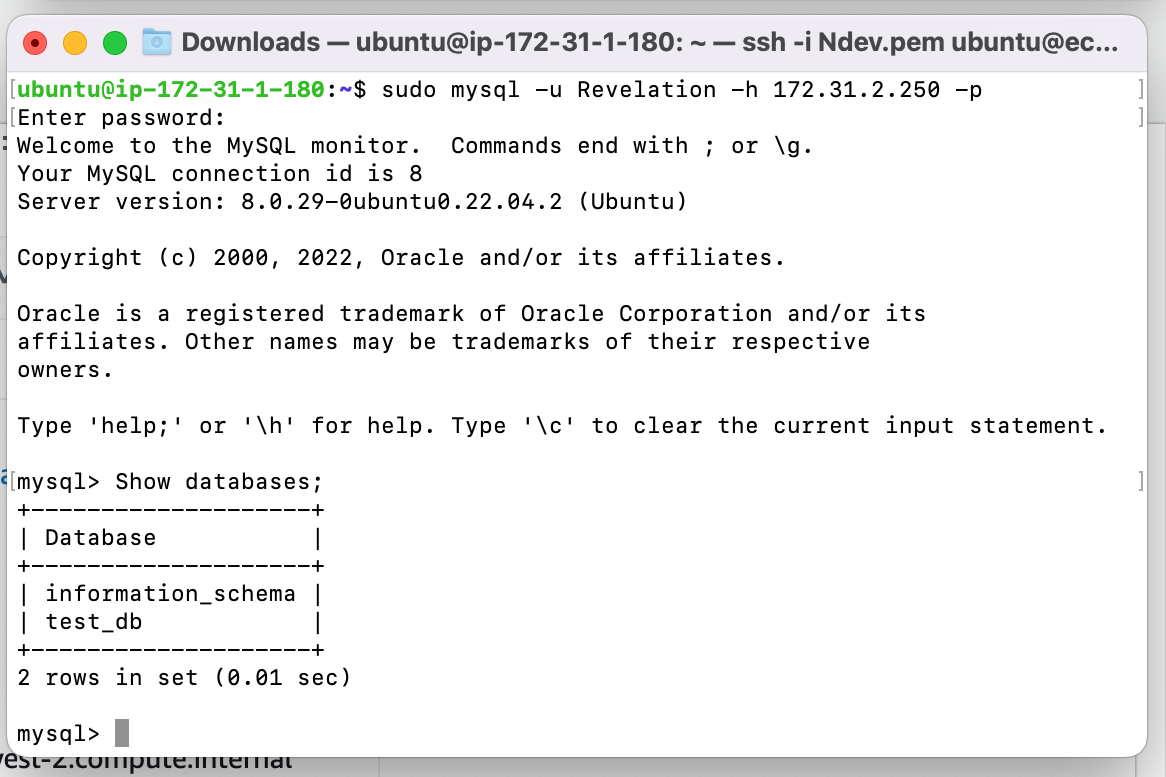 Downloads — ubuntu@ip-172-31-1-180: ~ — ssh -i Ndev.pem ubuntu@ec...
[ubuntu@ip-172-31-1-180:~$ sudo mysql -u Revelation -h 172.31.2.250 -p ]
[Enter password: ]
Welcome to the MySQL monitor.  Commands end with ; or \g.
Your MySQL connection id is 8
Server version: 8.0.29-0ubuntu0.22.04.2 (Ubuntu)

Copyright (c) 2000, 2022, Oracle and/or its affiliates.

Oracle is a registered trademark of Oracle Corporation and/or its
affiliates. Other names may be trademarks of their respective
owners.

Type 'help;' or '\h' for help. Type '\c' to clear the current input statement.

[mysql> Show databases; ]
+--------------------+
| Database           |
+--------------------+
| information_schema |
| test_db            |
+--------------------+
2 rows in set (0.01 sec)

mysql>
vest-2.compute.internal